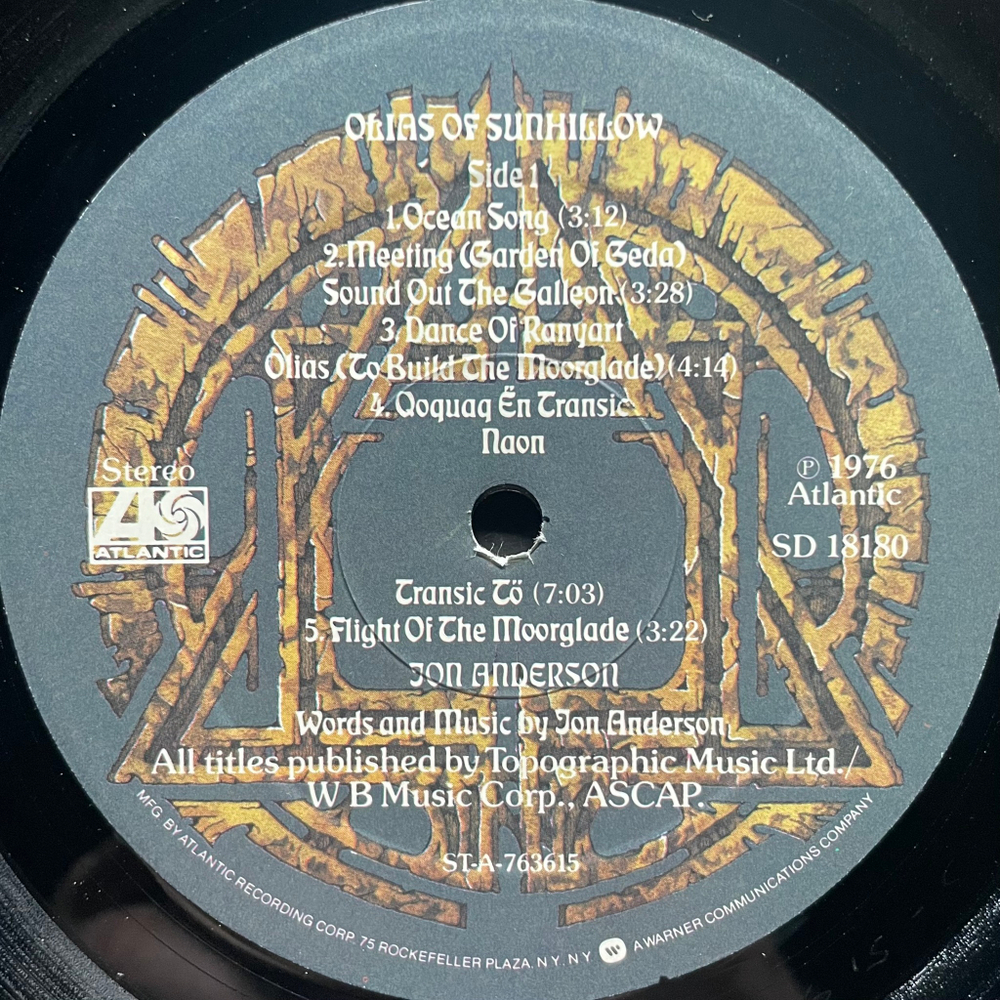 OLIAS OF SUNHILLOW
Side 1
1. Ocean Song (3:12)
2. Meeting (Garden Of Geda)
Sound Out The Galleon (3:28)
3. Dance Of Ranyart
Olias (To Build The Moorglade) (4:14)
4. Qoquaq Ën Transic
Naon
Stereo
ATLANTIC
℗ 1976
Atlantic
SD 18180
Transic Tö (7:03)
5. Flight Of The Moorglade (3:22)
JON ANDERSON
Words and Music by Jon Anderson
All titles published by Topographic Music Ltd./
W B Music Corp., ASCAP.
ST-A-763615
MFG. BY ATLANTIC RECORDING CORP. 75 ROCKEFELLER PLAZA, N.Y. N.Y. A WARNER COMMUNICATIONS COMPANY